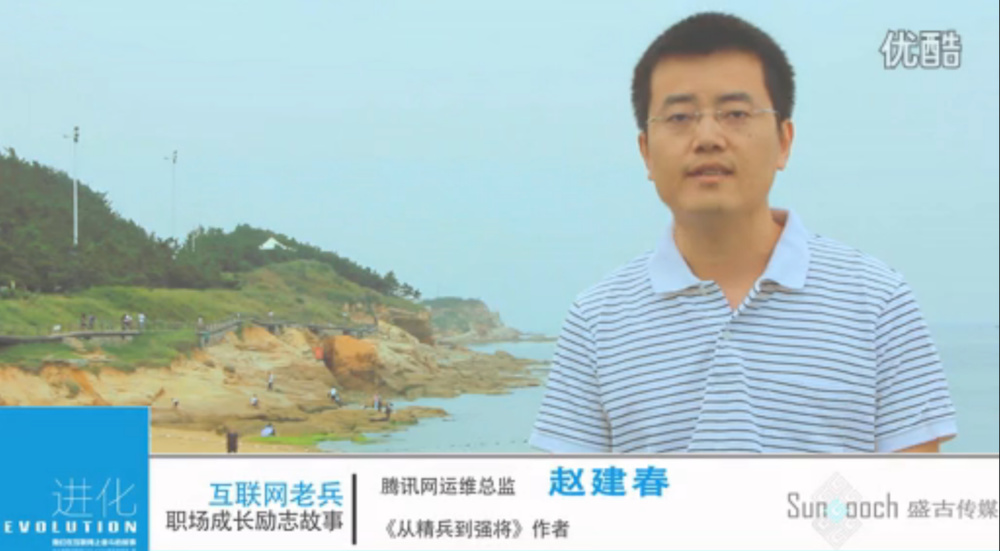 优酷
进化
EVOLUTION
互联网老兵
职场成长励志故事
腾讯网运维总监 赵建春
《从精兵到强将》作者
盛古传媒